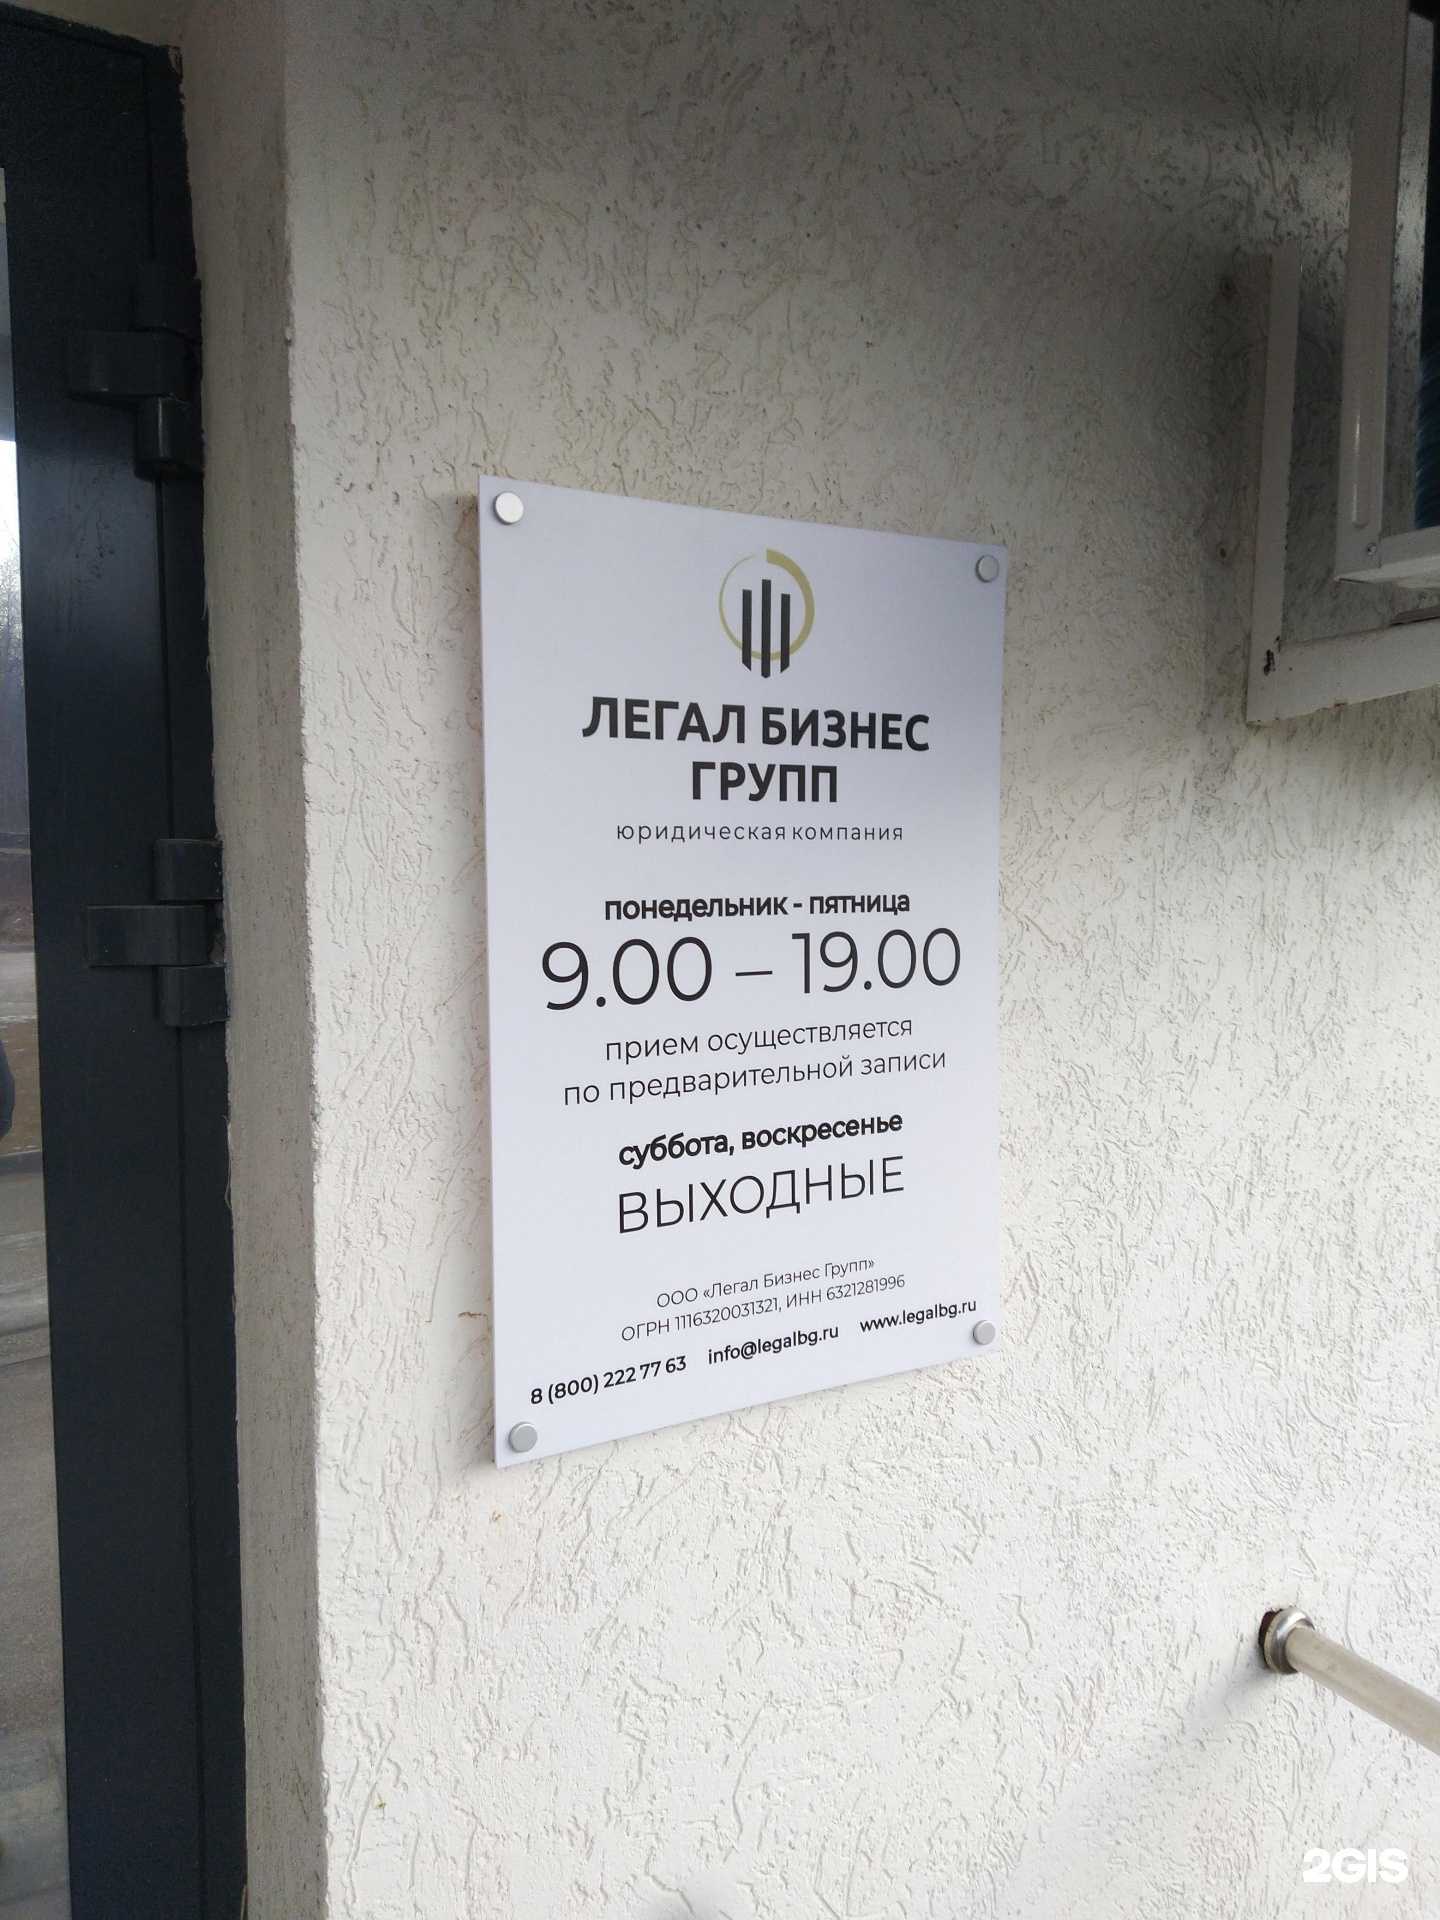 ЛЕГАЛ БИЗНЕС
ГРУПП
юридическая компания
понедельник - пятница
9.00 – 19.00
прием осуществляется
по предварительной записи
суббота, воскресенье
ВЫХОДНЫЕ
ООО «Легал Бизнес Групп»
ОГРН 1116320031321, ИНН 6321281996
8 (800) 222 77 63 info@legalbg.ru www.legalbg.ru
2GIS